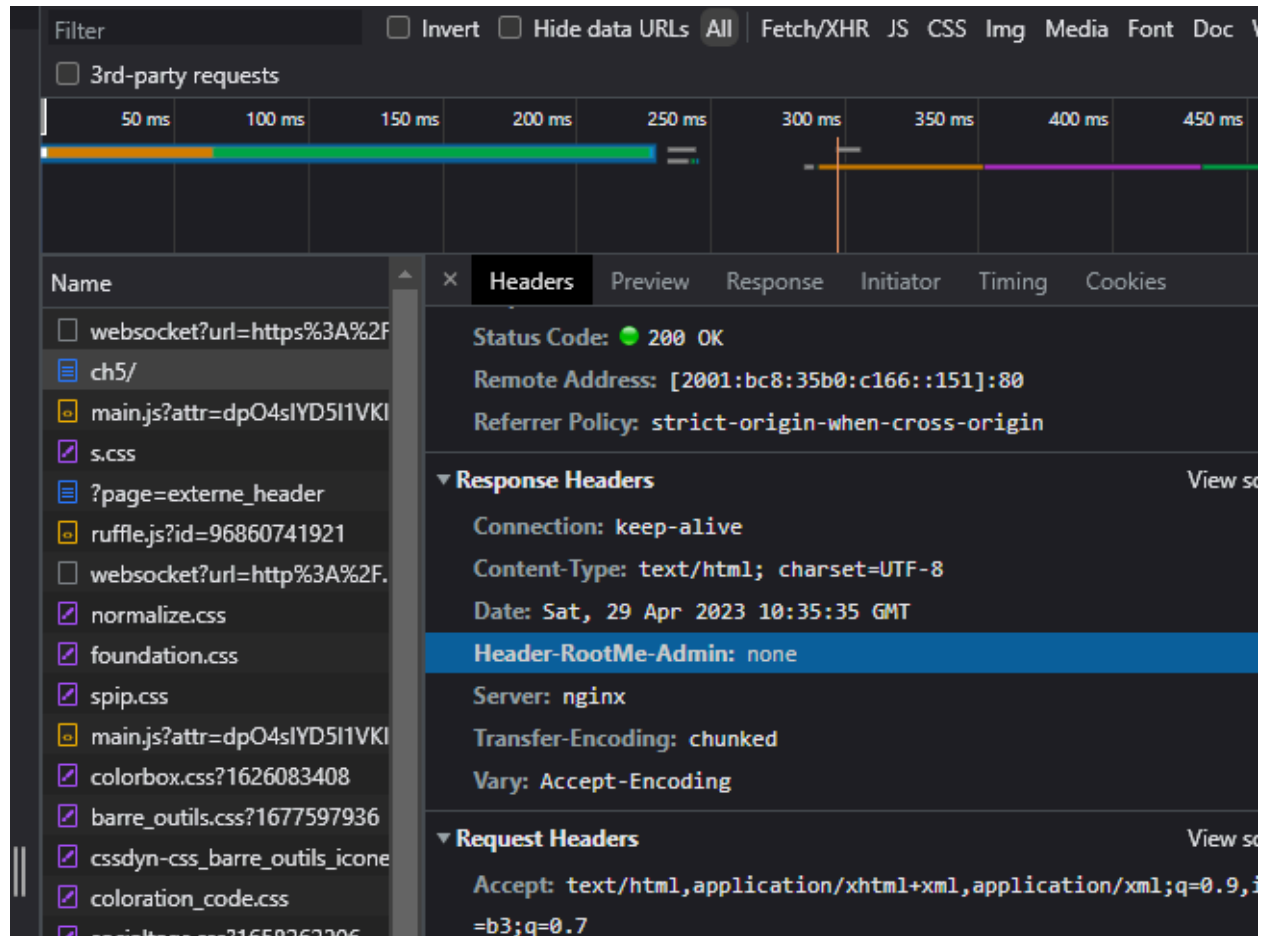 Filter Invert Hide data URLs All Fetch/XHR JS CSS Img Media Font Doc
3rd-party requests
50 ms 100 ms 150 ms 200 ms 250 ms 300 ms 350 ms 400 ms 450 ms
Name
websocket?url=https%3A%2F
ch5/
main.js?attr=dpO4sIYD5I1VKI
s.css
?page=externe_header
ruffle.js?id=96860741921
websocket?url=http%3A%2F.
normalize.css
foundation.css
spip.css
main.js?attr=dpO4sIYD5I1VKI
colorbox.css?1626083408
barre_outils.css?1677597936
cssdyn-css_barre_outils_icone
coloration_code.css
× Headers Preview Response Initiator Timing Cookies
Status Code: 200 OK
Remote Address: [2001:bc8:35b0:c166::151]:80
Referrer Policy: strict-origin-when-cross-origin
Response Headers View
Connection: keep-alive
Content-Type: text/html; charset=UTF-8
Date: Sat, 29 Apr 2023 10:35:35 GMT
Header-RootMe-Admin: none
Server: nginx
Transfer-Encoding: chunked
Vary: Accept-Encoding
Request Headers View
Accept: text/html,application/xhtml+xml,application/xml;q=0.9,i
=b3;q=0.7